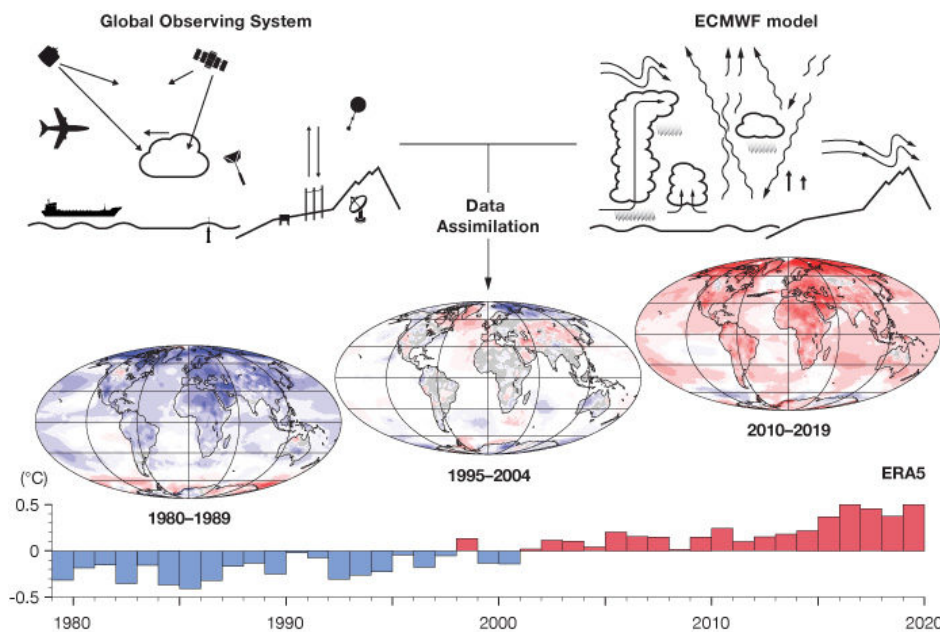 Global Observing System
ECMWF model
Data
Assimilation
2010–2019
1995–2004
ERA5
(°C)
1980–1989
0.5
0
-0.5
1980
1990
2000
2010
2020